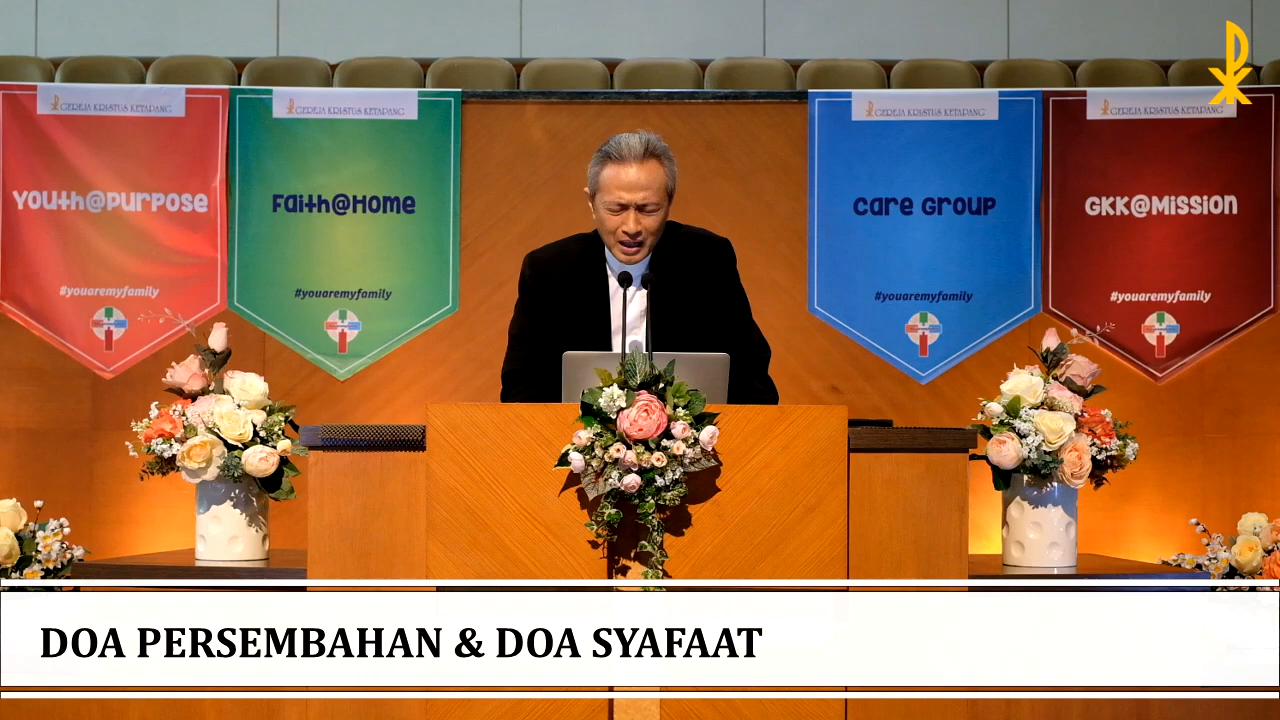 GEREJA KRISTUS KETAPANG
Youth@Purpose
#youaremyfamily
GEREJA KRISTUS KETAPANG
Faith@Home
#youaremyfamily
GEREJA KRISTUS KETAPANG
Care Group
#youaremyfamily
GEREJA KRISTUS KETAPANG
GKK@Mission
#youaremyfamily
DOA PERSEMBAHAN & DOA SYAFAAT